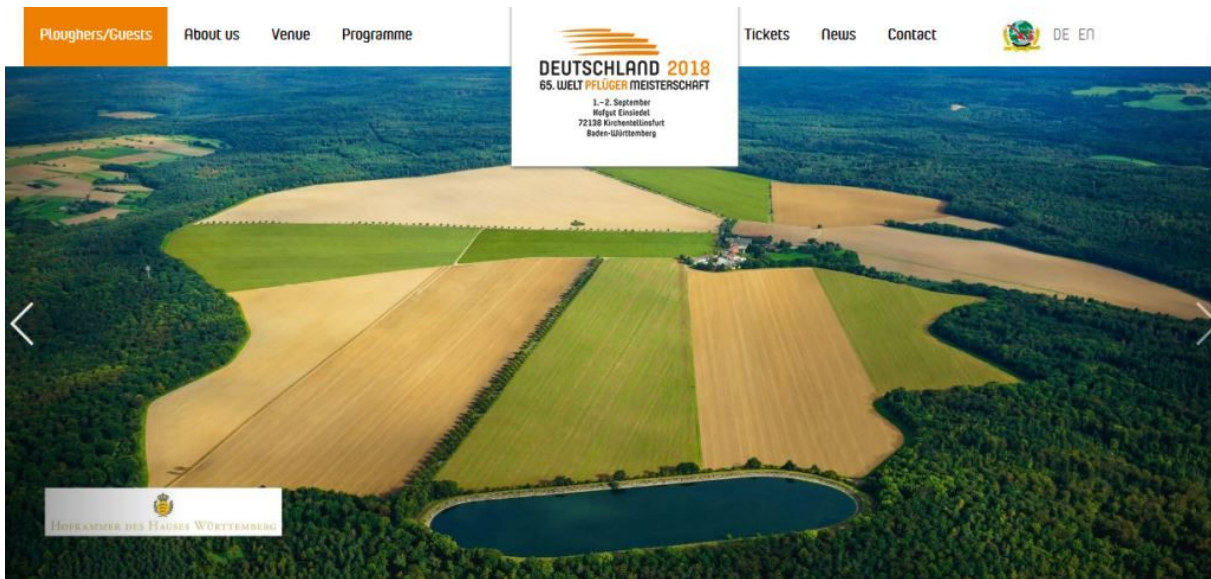 Ploughers/Guests
About us
Venue
Programme
Tickets
News
Contact
DE EN
DEUTSCHLAND 2018
65. WELT PFLÜGER MEISTERSCHAFT
1.–2. September
Hofgut Einsiedel
72138 Kirchentellinsfurt
Baden-Württemberg
HOFKAMMER DES HAUSES WÜRTTEMBERG